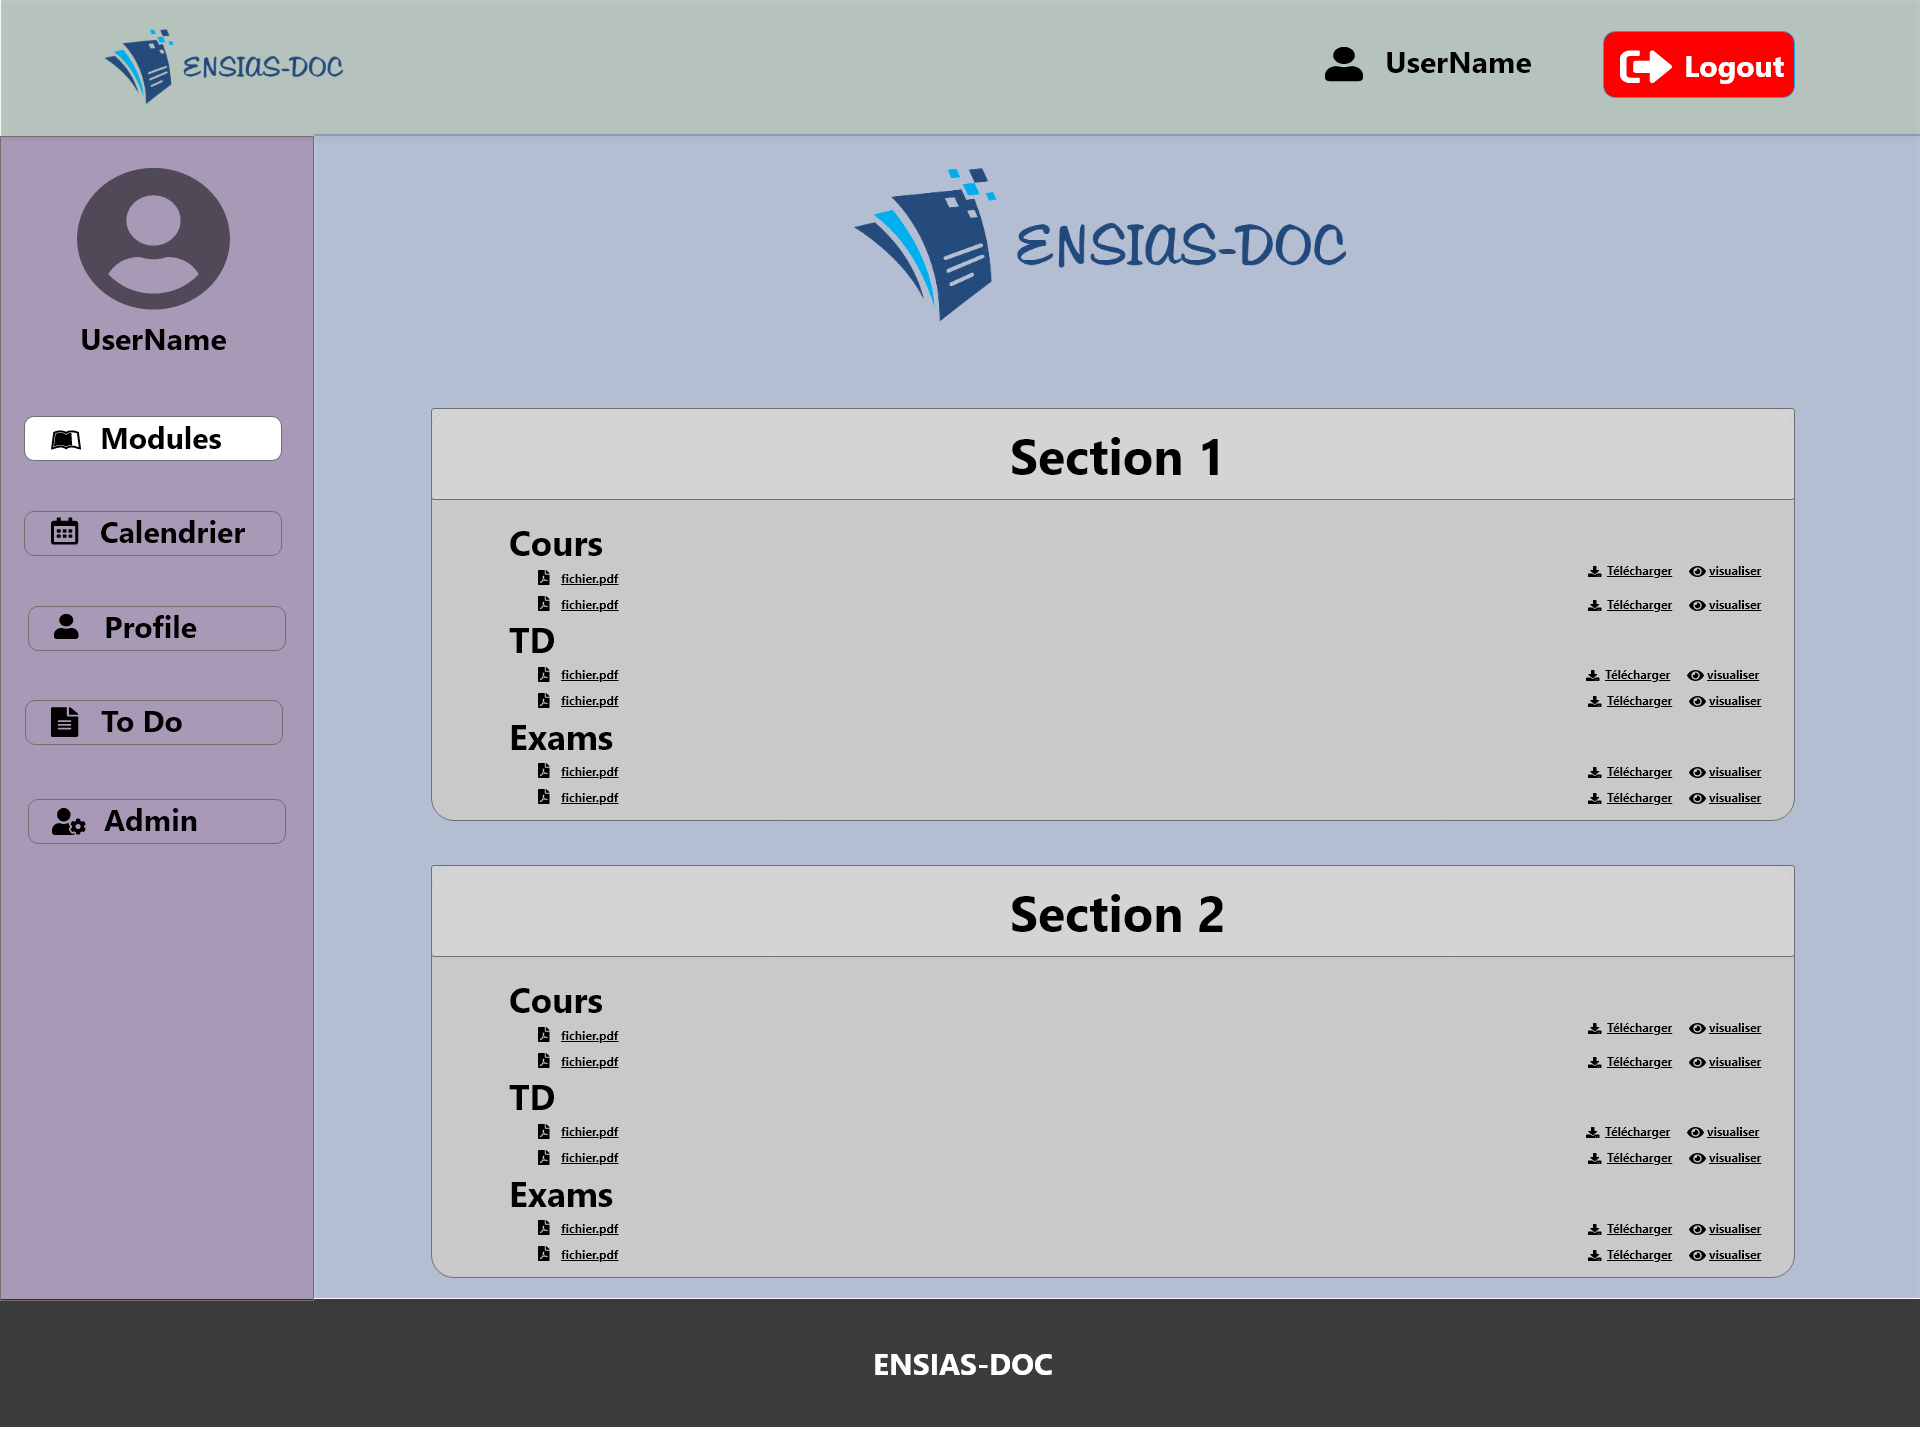 ENSIAS-DOC
UserName
Logout
UserName
Modules
Calendrier
Profile
To Do
Admin
ENSIAS-DOC
Section 1
Cours
fichier.pdf Télécharger visualiser
fichier.pdf Télécharger visualiser
TD
fichier.pdf Télécharger visualiser
fichier.pdf Télécharger visualiser
Exams
fichier.pdf Télécharger visualiser
fichier.pdf Télécharger visualiser
Section 2
Cours
fichier.pdf Télécharger visualiser
fichier.pdf Télécharger visualiser
TD
fichier.pdf Télécharger visualiser
fichier.pdf Télécharger visualiser
Exams
fichier.pdf Télécharger visualiser
fichier.pdf Télécharger visualiser
ENSIAS-DOC